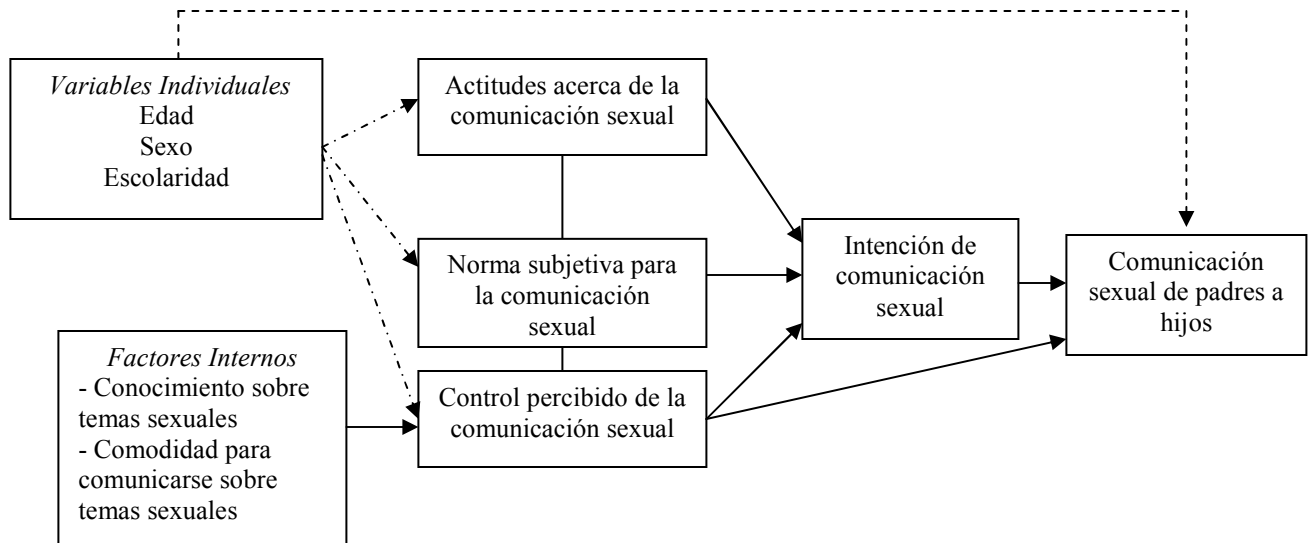 Variables Individuales
Edad
Sexo
Escolaridad
Factores Internos
- Conocimiento sobre
temas sexuales
- Comodidad para
comunicarse sobre
temas sexuales
Actitudes acerca de la
comunicación sexual
Norma subjetiva para
la comunicación
sexual
Control percibido de la
comunicación sexual
Intención de
comunicación
sexual
Comunicación
sexual de padres a
hijos